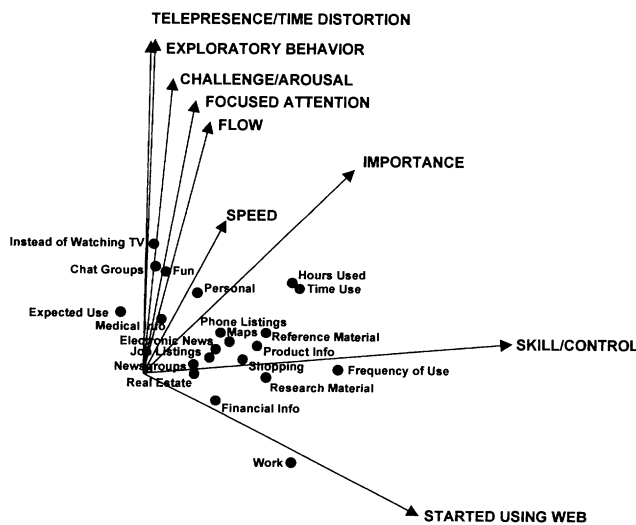 TELEPRESENCE/TIME DISTORTION
EXPLORATORY BEHAVIOR
CHALLENGE/AROUSAL
FOCUSED ATTENTION
FLOW
IMPORTANCE
SPEED
Instead of Watching TV
Chat Groups
Fun
Hours Used
Personal
Time Use
Expected Use
Medical Info
Phone Listings
Maps
Reference Material
Electronic News
Job Listings
Product Info
SKILL/CONTROL
Newsgroups
Shopping
Frequency of Use
Real Estate
Research Material
Financial Info
Work
STARTED USING WEB